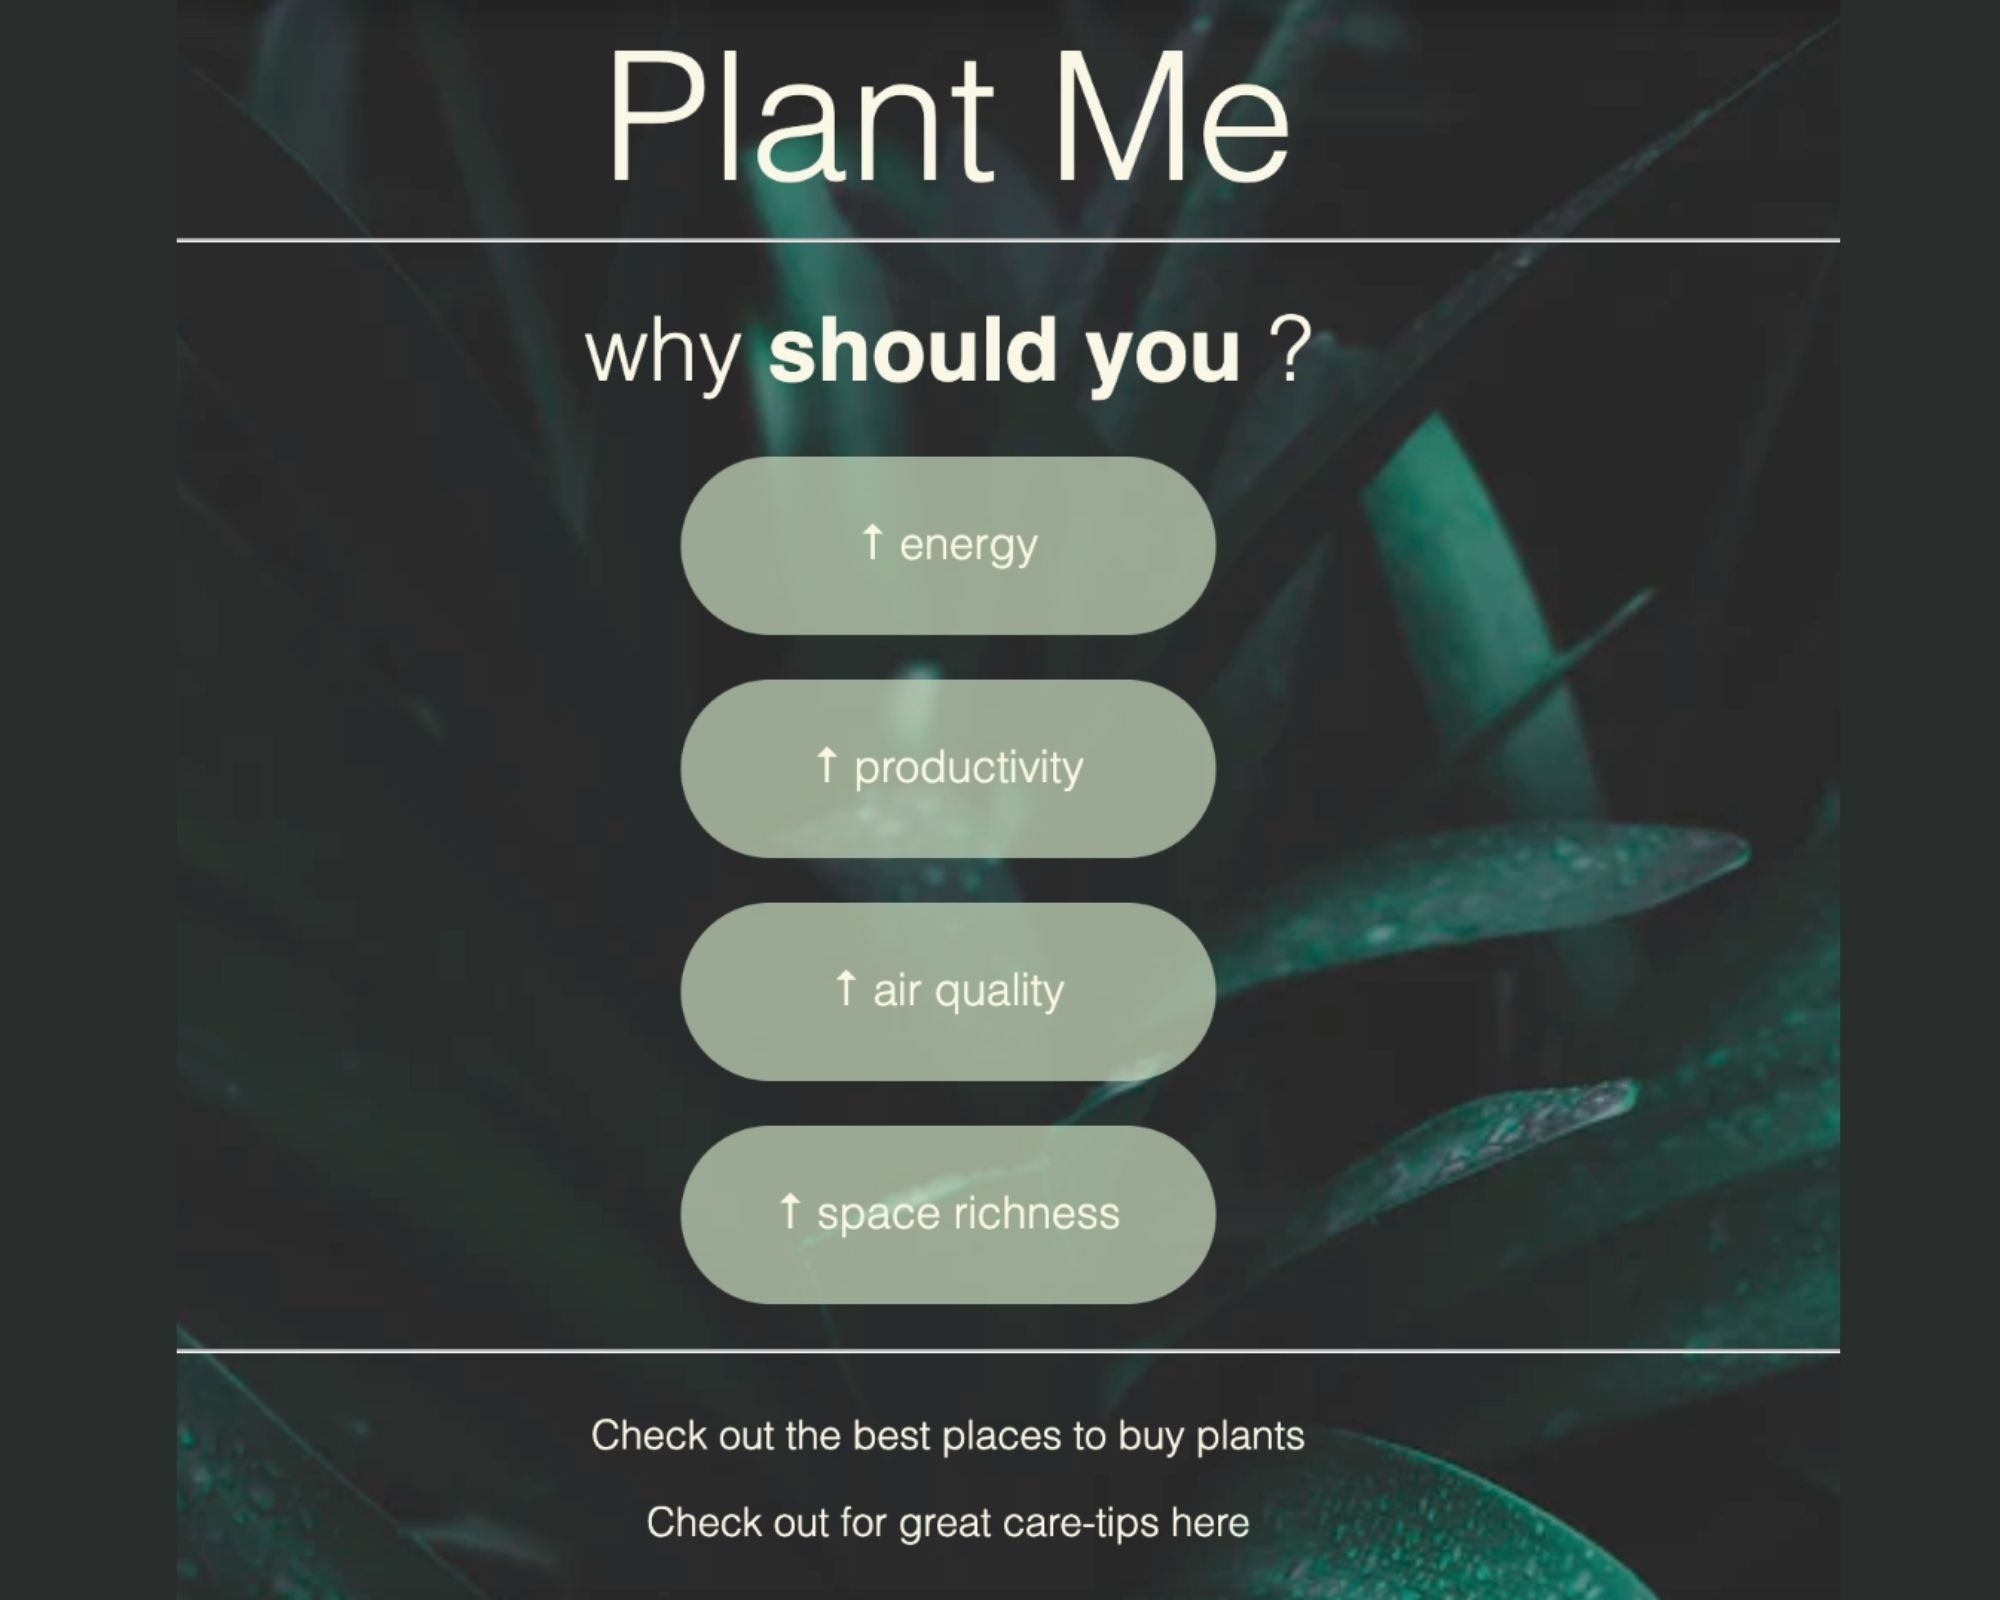 Plant Me
why should you ?
↑ energy
↑ productivity
↑ air quality
↑ space richness
Check out the best places to buy plants
Check out for great care-tips here